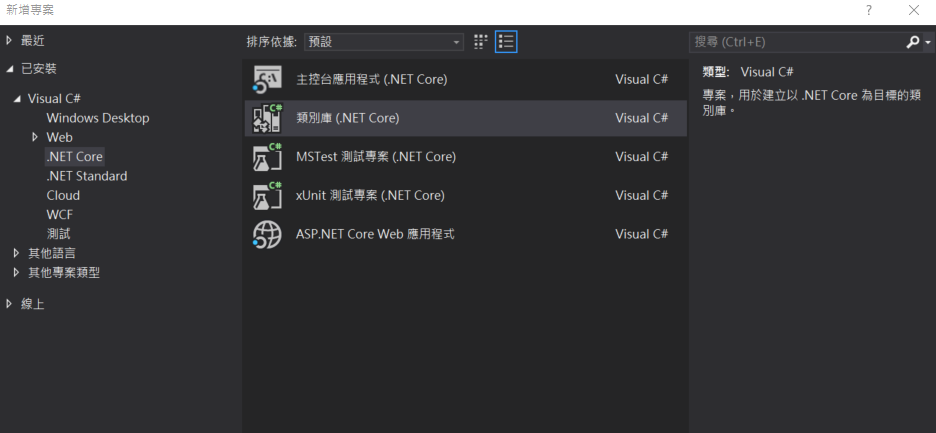 新增專案
?
最近
已安裝
Visual C#
Windows Desktop
Web
.NET Core
.NET Standard
Cloud
WCF
測試
其他語言
其他專案類型
線上
排序依據: 預設
主控台應用程式 (.NET Core) Visual C#
類別庫 (.NET Core) Visual C#
MSTest 測試專案 (.NET Core) Visual C#
xUnit 測試專案 (.NET Core) Visual C#
ASP.NET Core Web 應用程式 Visual C#
搜尋 (Ctrl+E)
類型: Visual C#
專案，用於建立以 .NET Core 為目標的類
別庫。